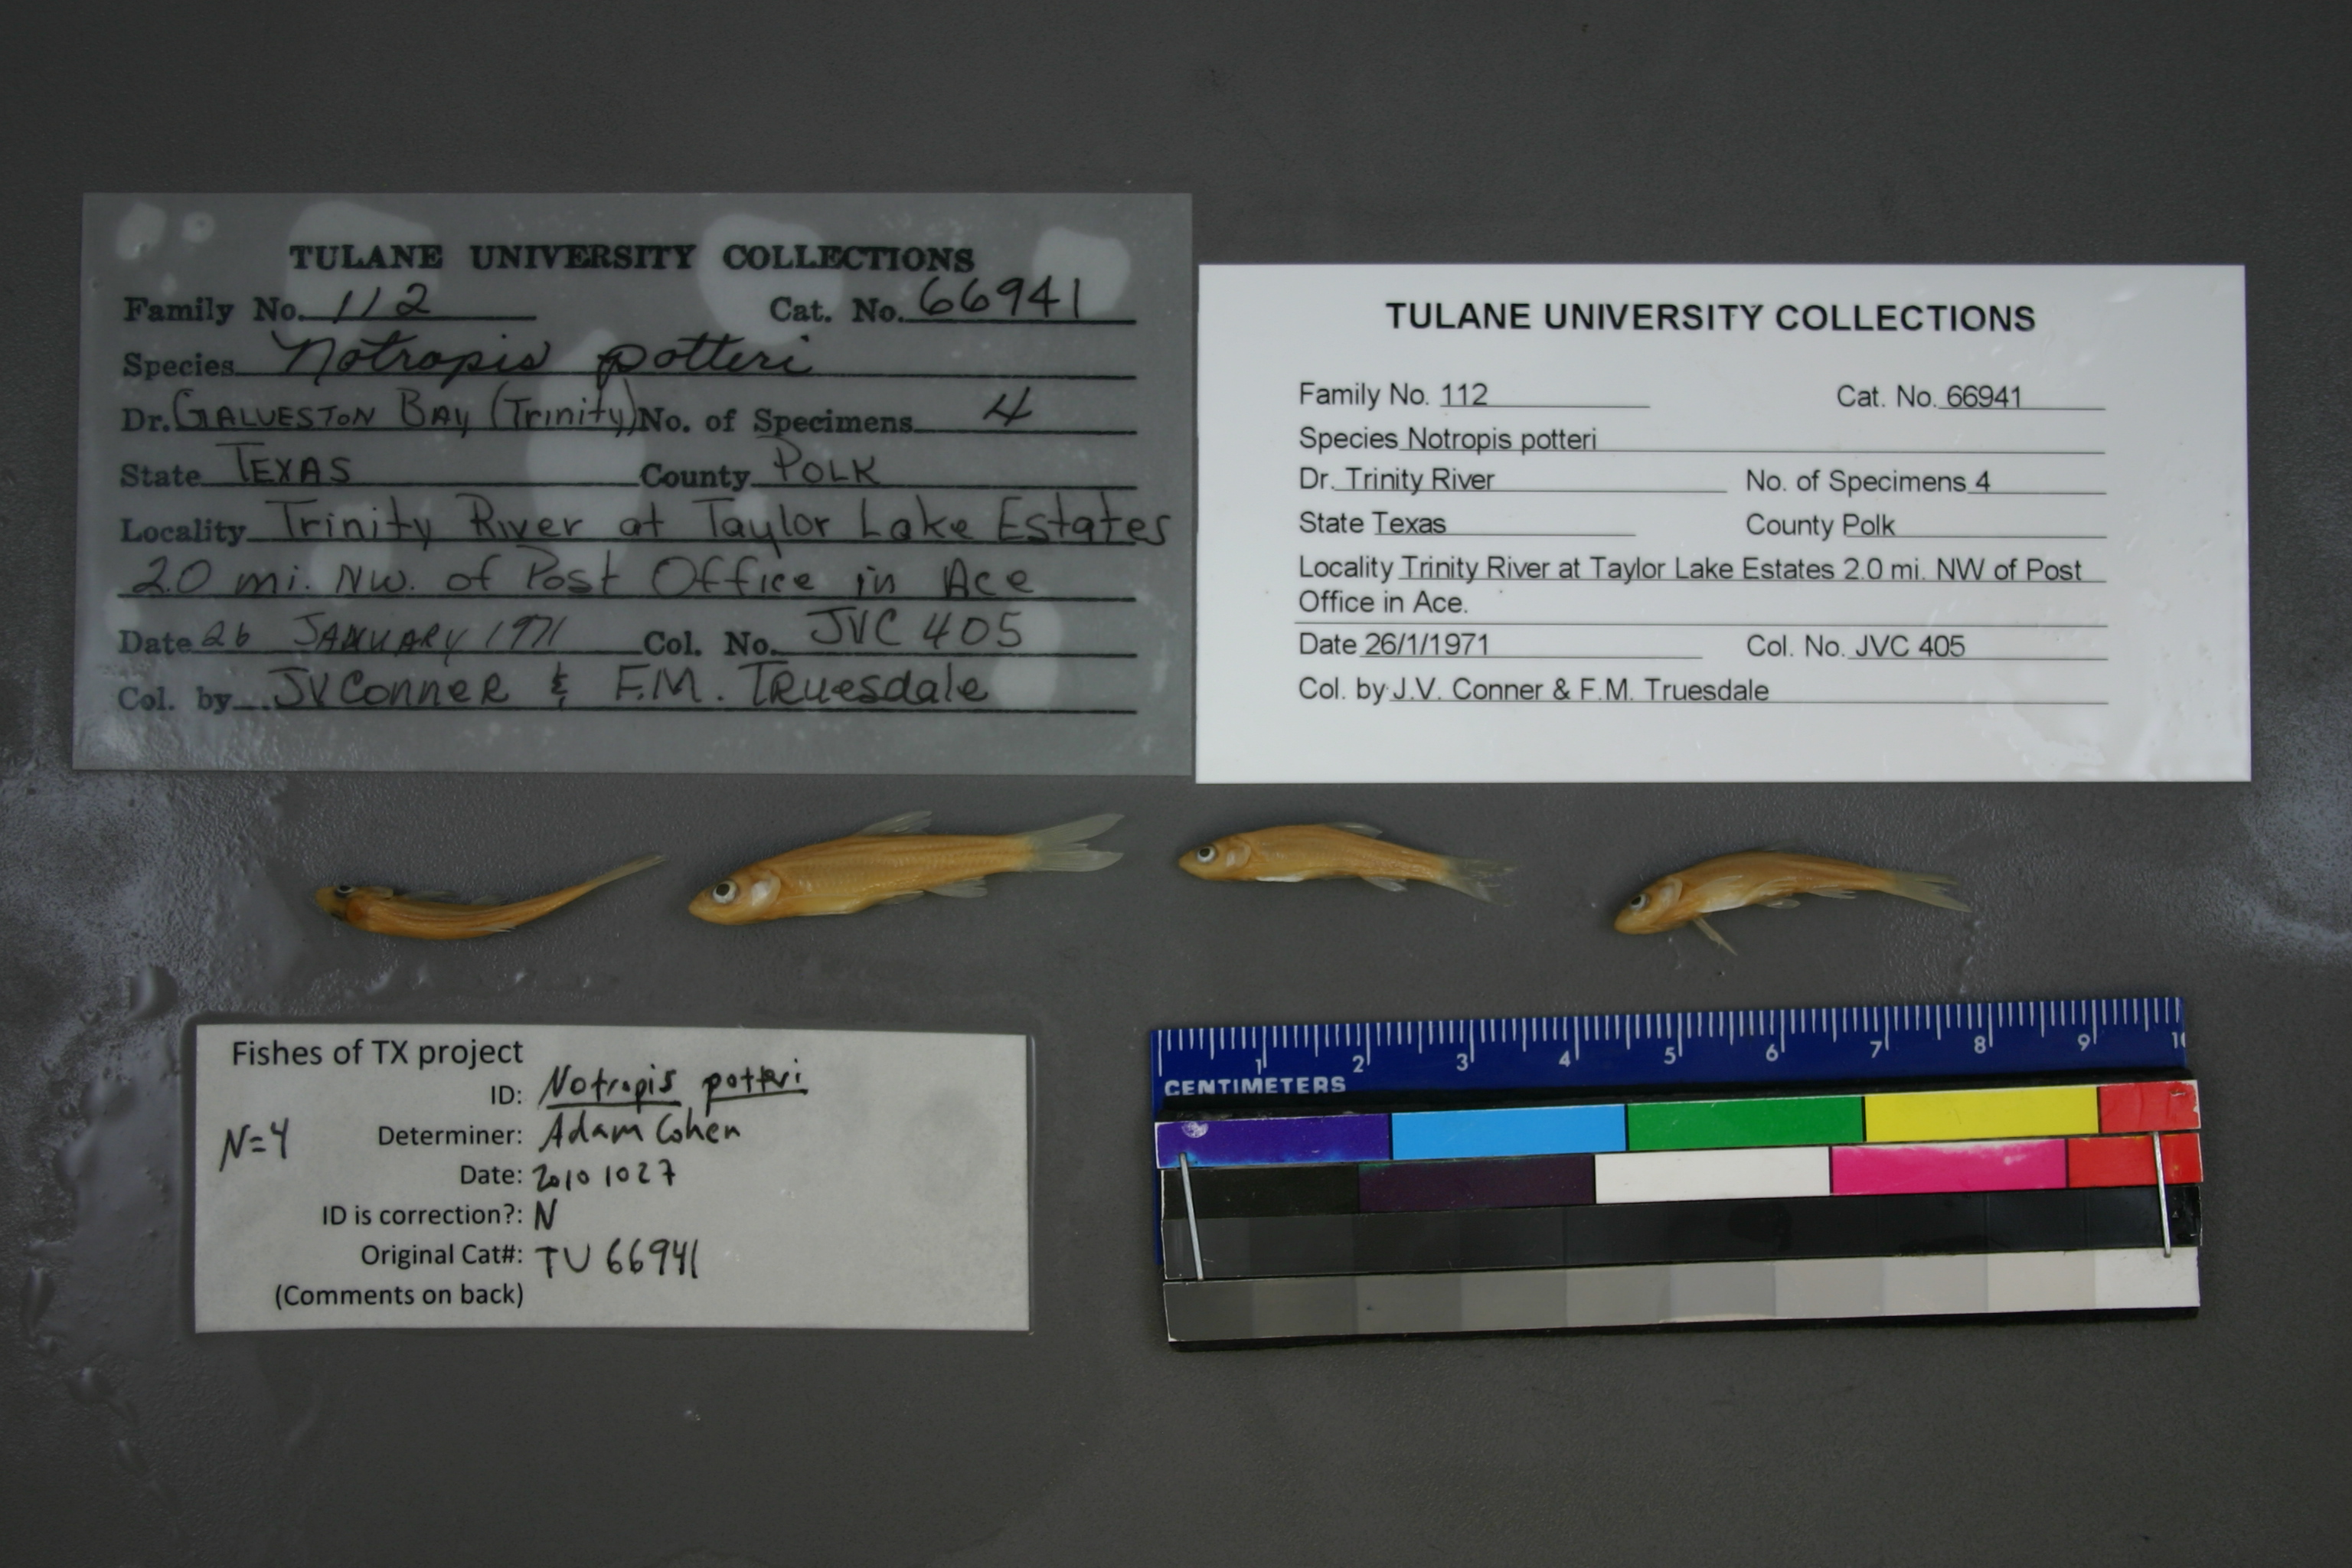 TULANE UNIVERSITY COLLECTIONS
Family No. 112 Cat. No. 66941
Species Notropis potteri
Dr. GALVESTON BAY (Trinity) No. of Specimens 4
State TEXAS County POLK
Locality Trinity River at Taylor Lake Estates
2.0 mi. NW. of Post Office in Ace
Date 26 JANUARY 1971 Col. No. JVC 405
Col. by JVConner & F.M. Truesdale
TULANE UNIVERSITY COLLECTIONS
Family No. 112 Cat. No. 66941
Species Notropis potteri
Dr. Trinity River No. of Specimens 4
State Texas County Polk
Locality Trinity River at Taylor Lake Estates 2.0 mi. NW of Post
Office in Ace.
Date 26/1/1971 Col. No. JVC 405
Col. by J.V. Conner & F.M. Truesdale
Fishes of TX project
ID: Notropis potteri
N=4 Determiner: Adam Cohen
Date: 20101027
ID is correction?: N
Original Cat#: TU 66941
(Comments on back)
1 2 3 4 5 6 7 8 9 10
CENTIMETERS